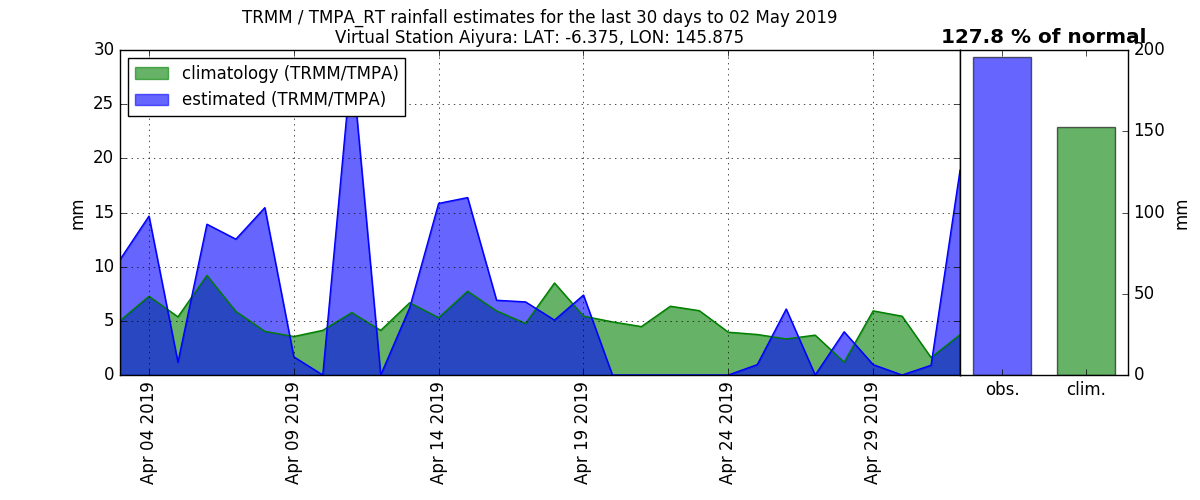 TRMM / TMPA_RT rainfall estimates for the last 30 days to 02 May 2019
Virtual Station Aiyura: LAT: -6.375, LON: 145.875
127.8 % of normal
climatology (TRMM/TMPA)
estimated (TRMM/TMPA)
30
25
20
15
10
5
0
mm
Apr 04 2019
Apr 09 2019
Apr 14 2019
Apr 19 2019
Apr 24 2019
Apr 29 2019
obs.
clim.
200
150
100
50
0
mm